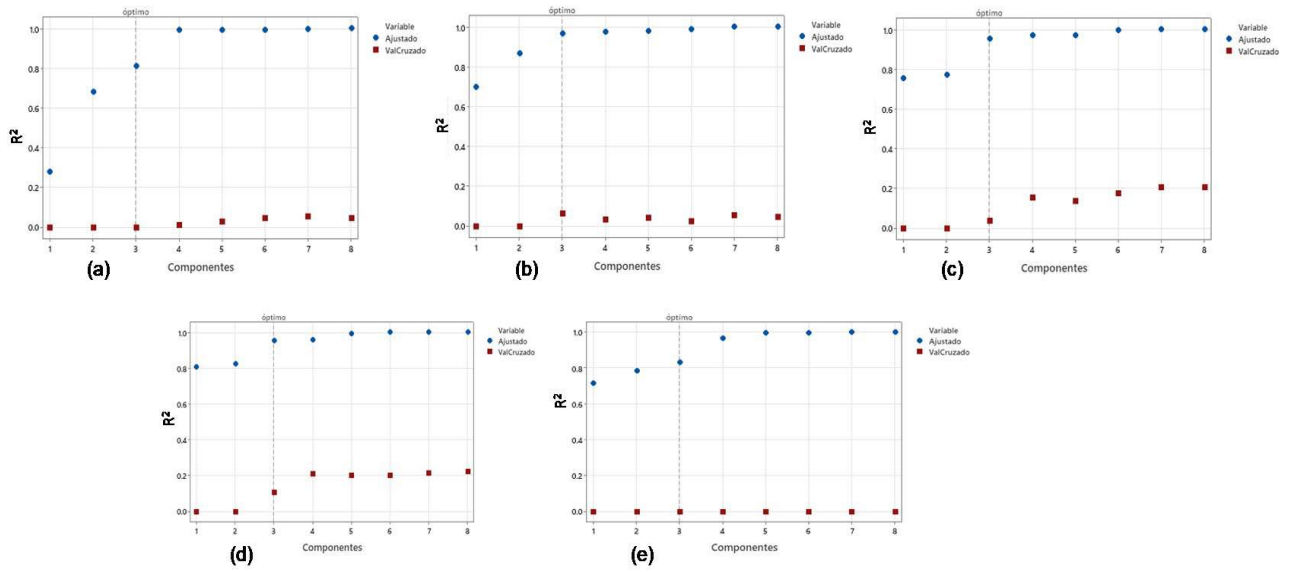 óptimo
Variable
Ajustado
ValCruzado
1.0
0.8
0.6
0.4
0.2
0.0
R²
1 2 3 4 5 6 7 8
Componentes
(a)
óptimo
Variable
Ajustado
ValCruzado
1.0
0.8
0.6
0.4
0.2
0.0
R²
1 2 3 4 5 6 7 8
Componentes
(b)
óptimo
Variable
Ajustado
ValCruzado
1.0
0.8
0.6
0.4
0.2
0.0
R²
1 2 3 4 5 6 7 8
Componentes
(c)
óptimo
Variable
Ajustado
ValCruzado
1.0
0.8
0.6
0.4
0.2
0.0
R²
1 2 3 4 5 6 7 8
Componentes
(d)
óptimo
Variable
Ajustado
ValCruzado
1.0
0.8
0.6
0.4
0.2
0.0
R²
1 2 3 4 5 6 7 8
Componentes
(e)